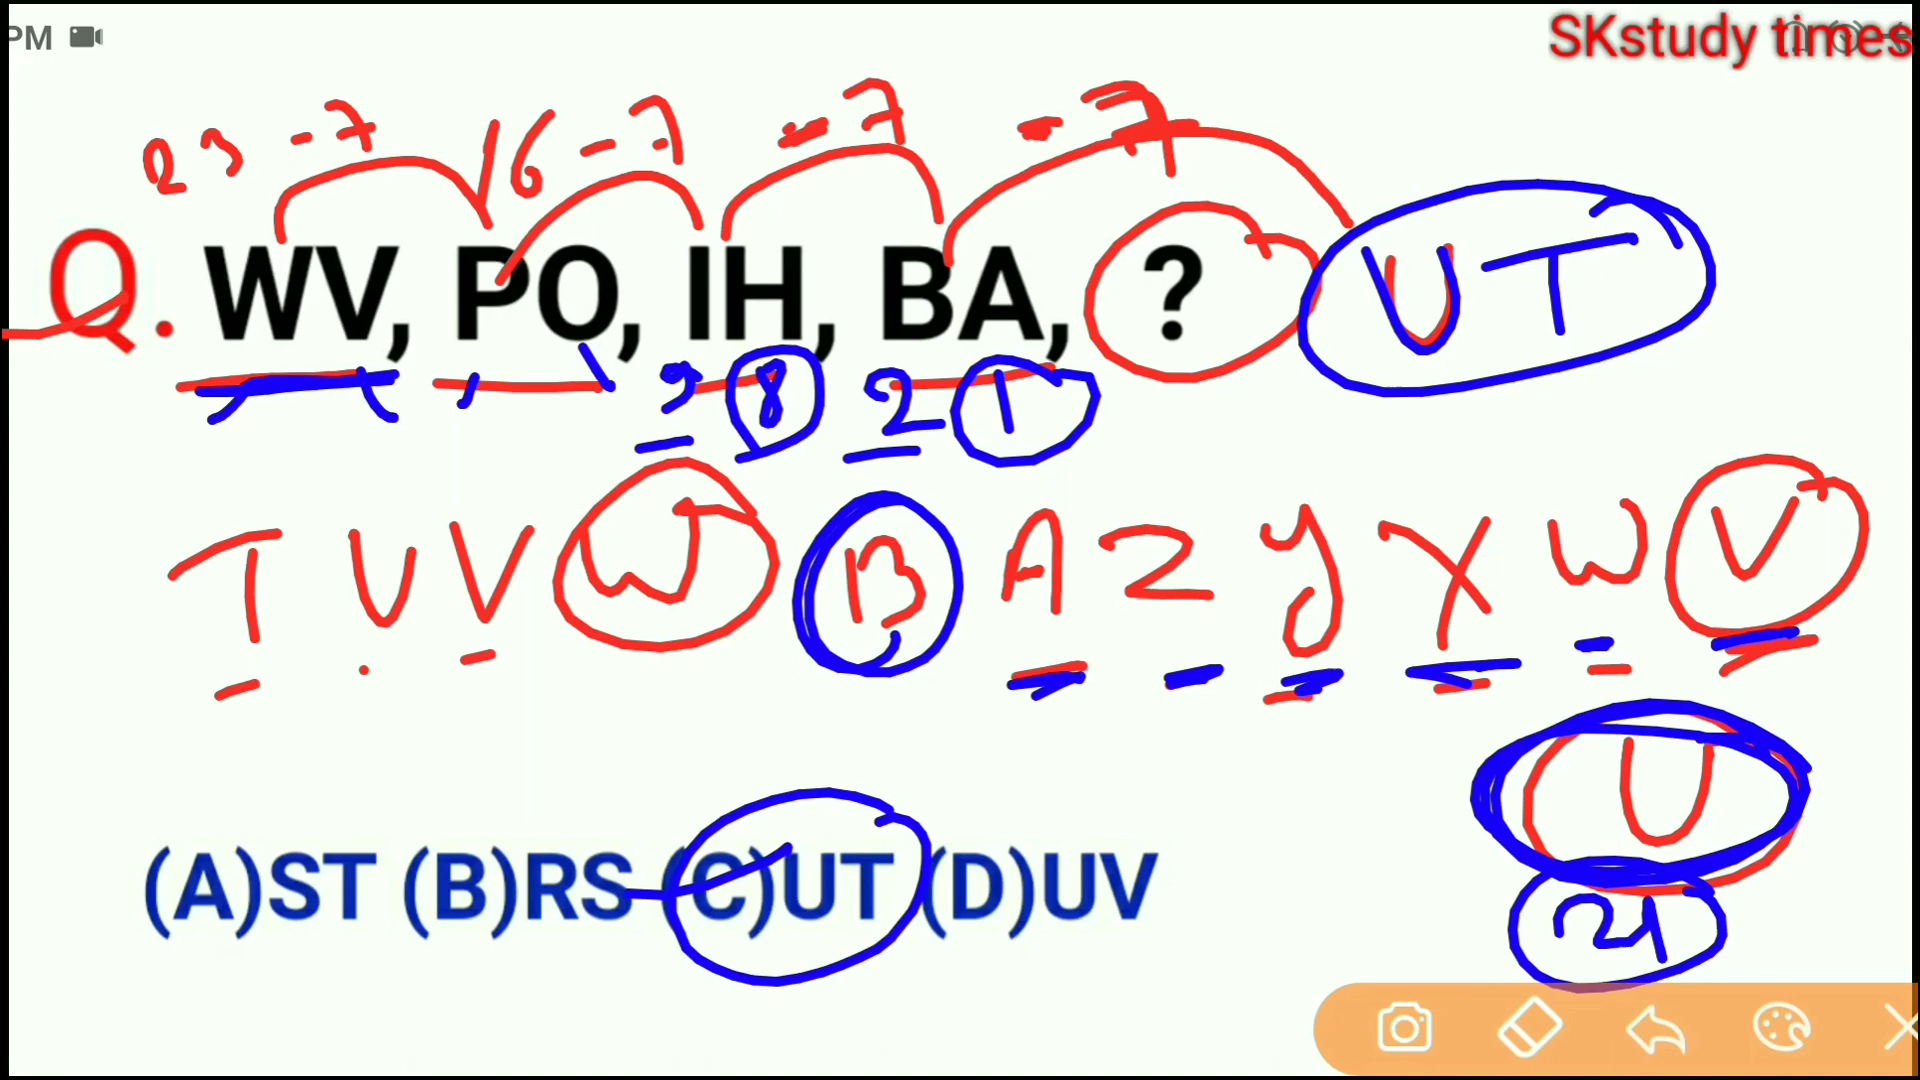 PM
SKstudy times
23 -7 16 -7 -7 -7
Q. WV, PO, IH, BA, ? UT
9 8 2 1
T U V W B A Z Y X W V
U
(A)ST (B)RS (C)UT (D)UV
21